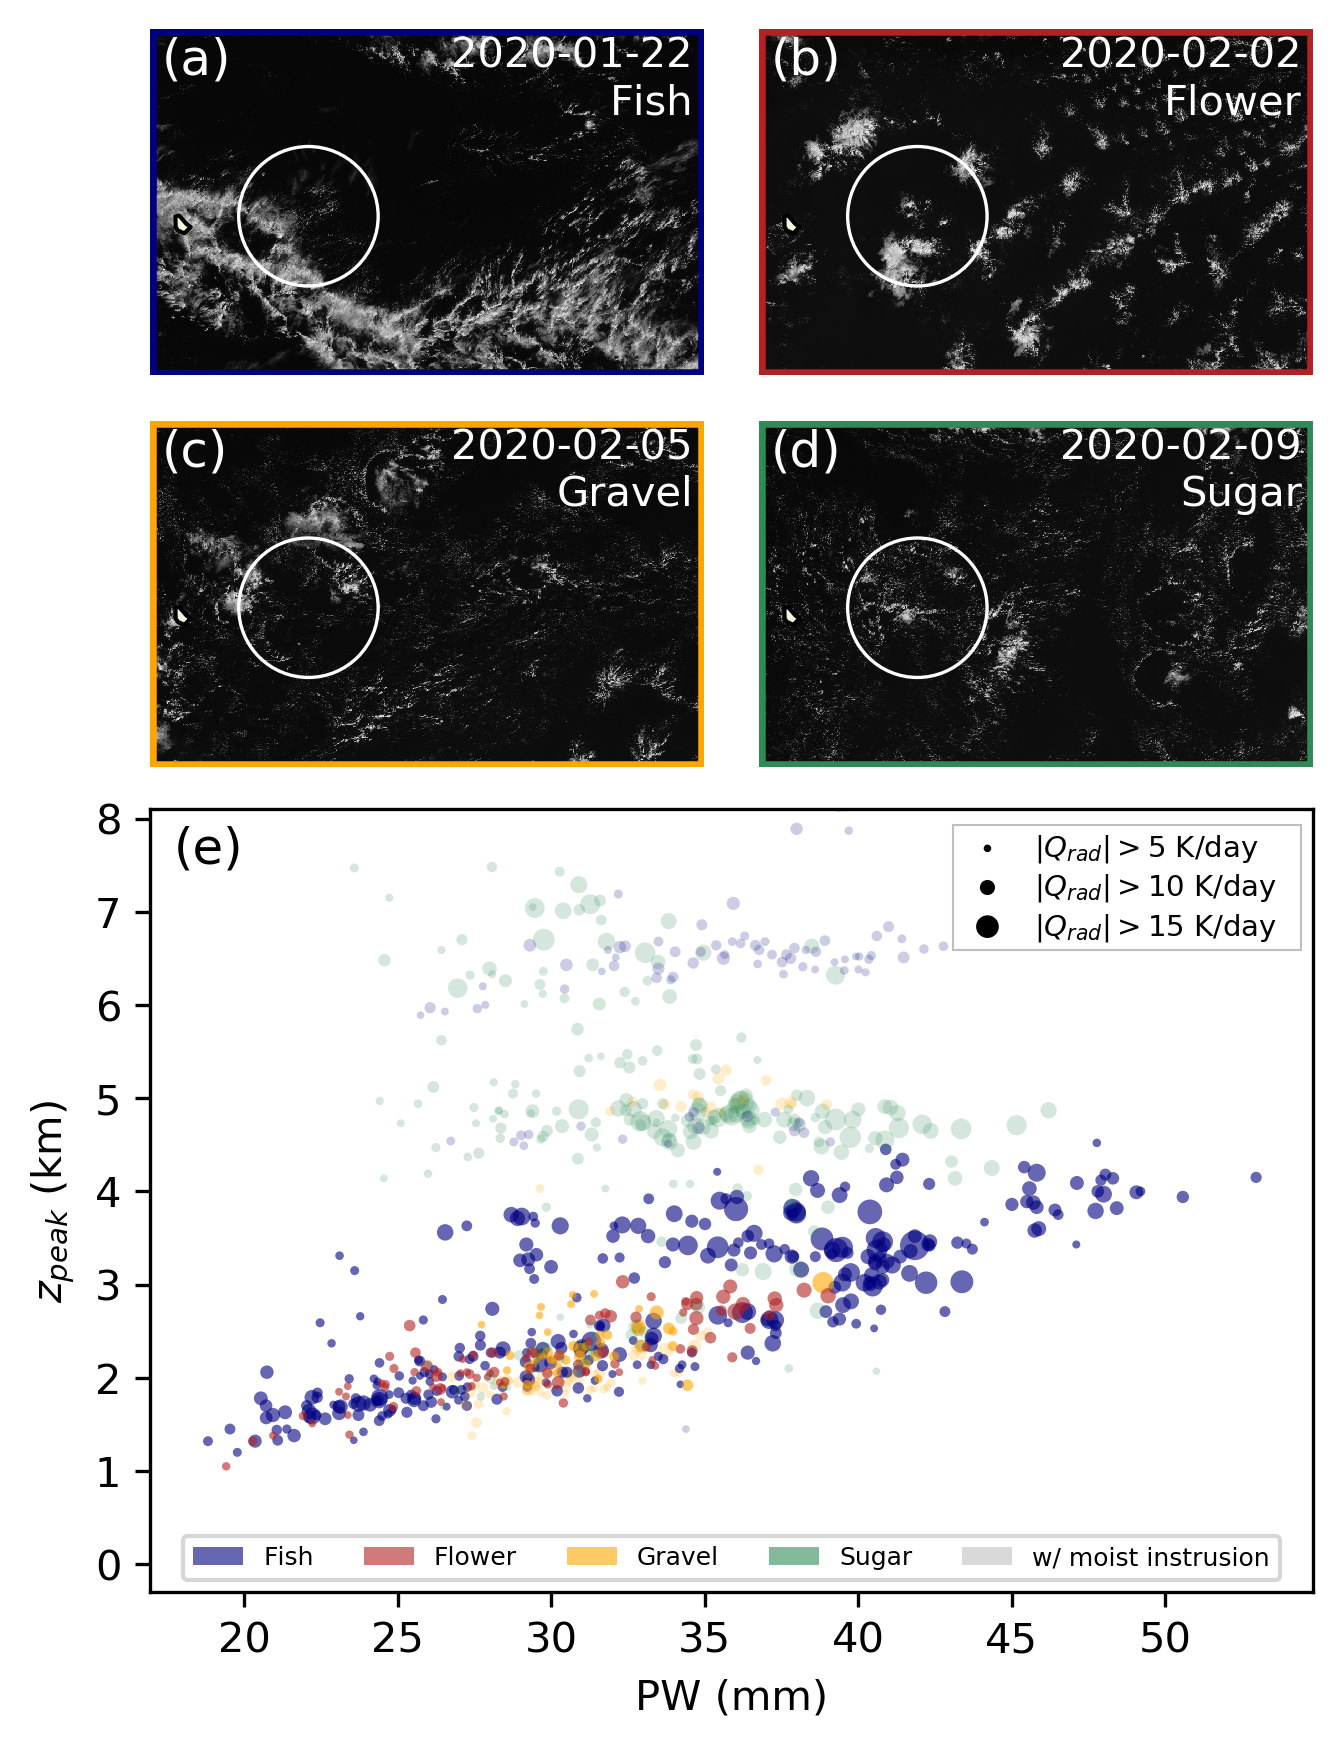 (a) 2020-01-22
Fish
(b) 2020-02-02
Flower
(c) 2020-02-05
Gravel
(d) 2020-02-09
Sugar
(e)
|Q_rad| > 5 K/day
|Q_rad| > 10 K/day
|Q_rad| > 15 K/day
8
7
6
5
4
3
2
1
0
z_peak (km)
Fish Flower Gravel Sugar w/ moist instrusion
20 25 30 35 40 45 50
PW (mm)